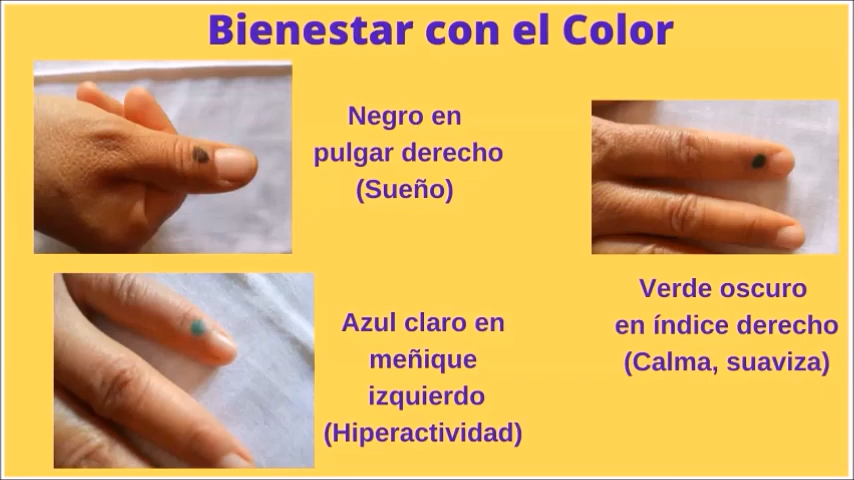 Bienestar con el Color
Negro en
pulgar derecho
(Sueño)
Verde oscuro
en índice derecho
(Calma, suaviza)
Azul claro en
meñique
izquierdo
(Hiperactividad)